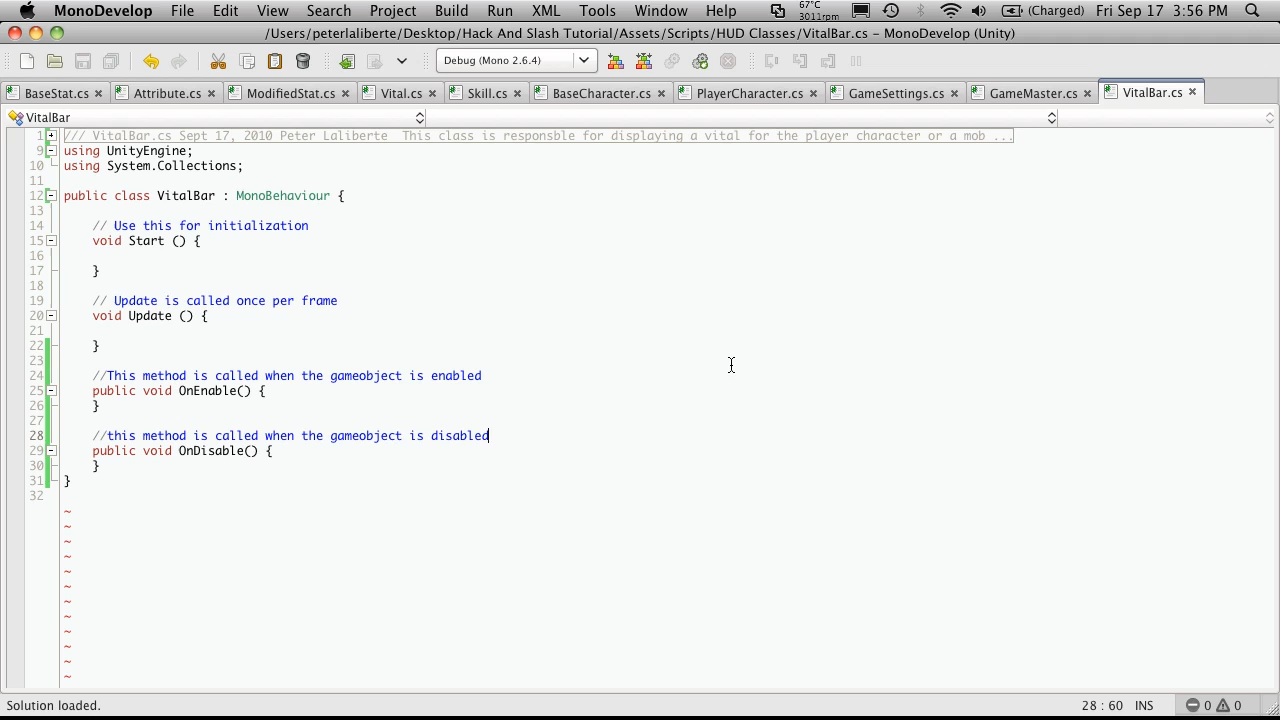 MonoDevelop File Edit View Search Project Build Run XML Tools Window Help 67°C 3011rpm (Charged) Fri Sep 17 3:56 PM
/Users/peterlaliberte/Desktop/Hack And Slash Tutorial/Assets/Scripts/HUD Classes/VitalBar.cs - MonoDevelop (Unity)
Debug (Mono 2.6.4)
BaseStat.cs Attribute.cs ModifiedStat.cs Vital.cs Skill.cs BaseCharacter.cs PlayerCharacter.cs GameSettings.cs GameMaster.cs VitalBar.cs
VitalBar
1 /// VitalBar.cs Sept 17, 2010 Peter Laliberte  This class is responsble for displaying a vital for the player character or a mob ...
9 using UnityEngine;
10 using System.Collections;
11
12 public class VitalBar : MonoBehaviour {
13
14 // Use this for initialization
15 void Start () {
16
17 }
18
19 // Update is called once per frame
20 void Update () {
21
22 }
23
24 //This method is called when the gameobject is enabled
25 public void OnEnable() {
26 }
27
28 //this method is called when the gameobject is disabled
29 public void OnDisable() {
30 }
31 }
32
~
~
~
~
~
~
~
~
~
~
~
~
Solution loaded. 28 : 60 INS 0 0